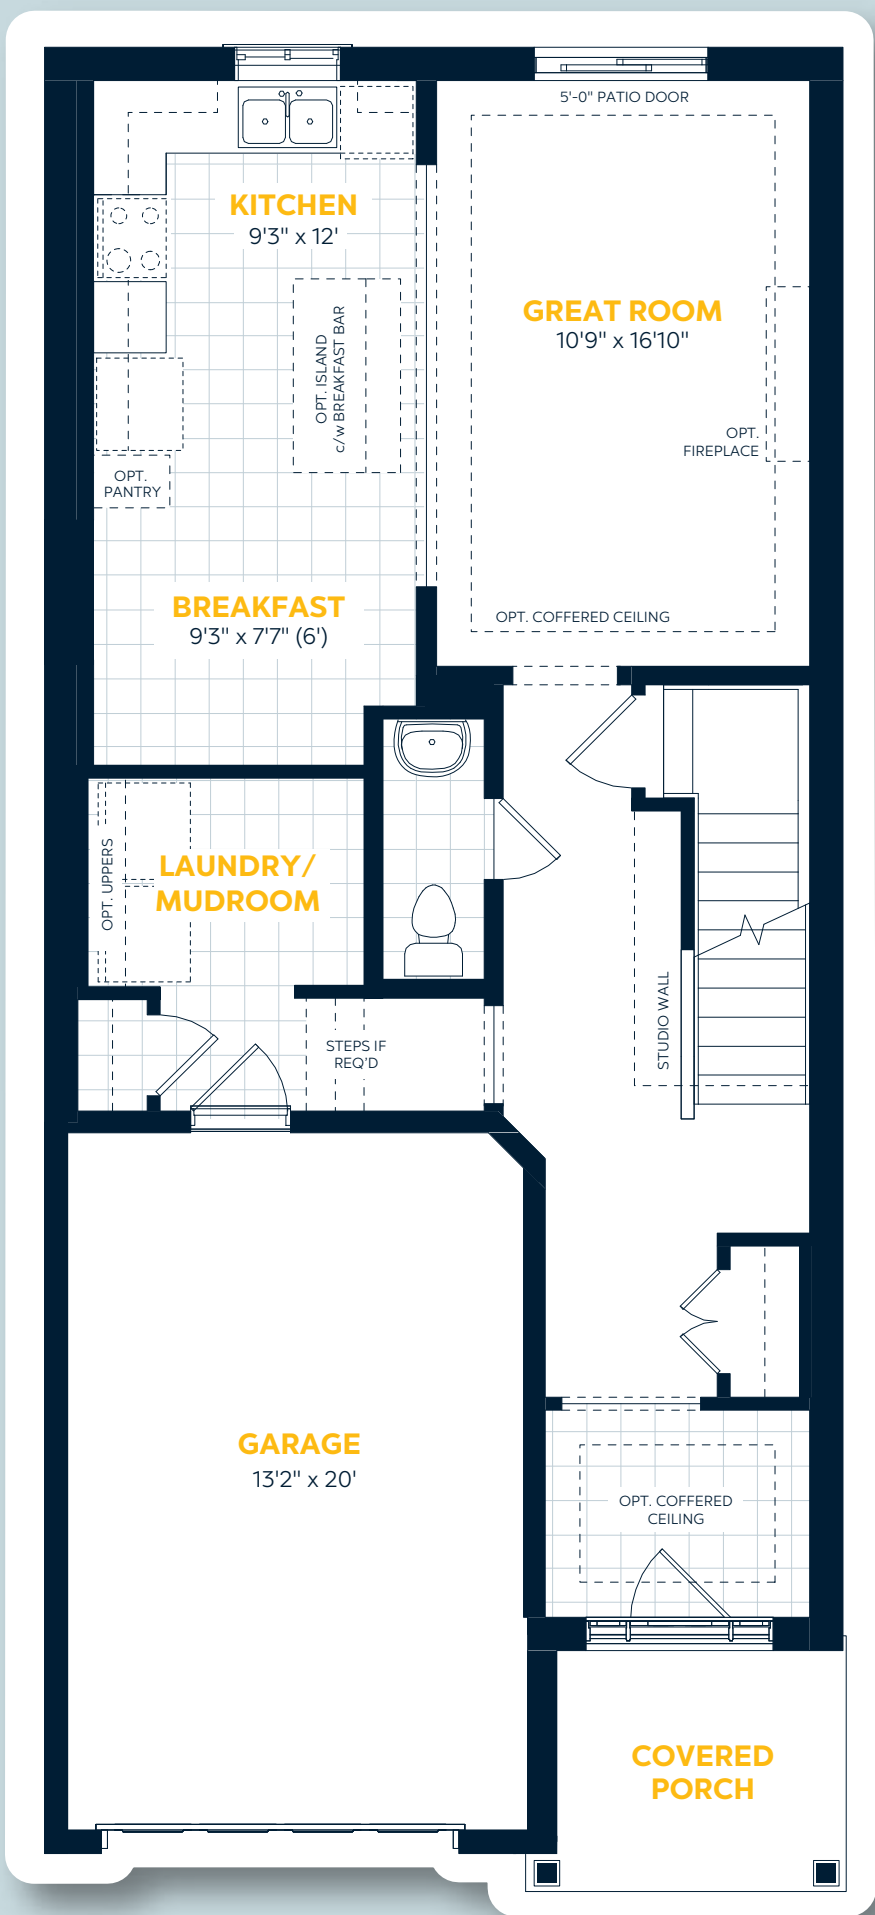 5'-0" PATIO DOOR
KITCHEN
9'3" x 12'
GREAT ROOM
10'9" x 16'10"
OPT. ISLAND
c/w BREAKFAST BAR
OPT.
FIREPLACE
OPT.
PANTRY
BREAKFAST
9'3" x 7'7" (6')
OPT. COFFERED CEILING
OPT. UPPERS
LAUNDRY/
MUDROOM
STEPS IF
REQ'D
STUDIO WALL
GARAGE
13'2" x 20'
OPT. COFFERED
CEILING
COVERED
PORCH